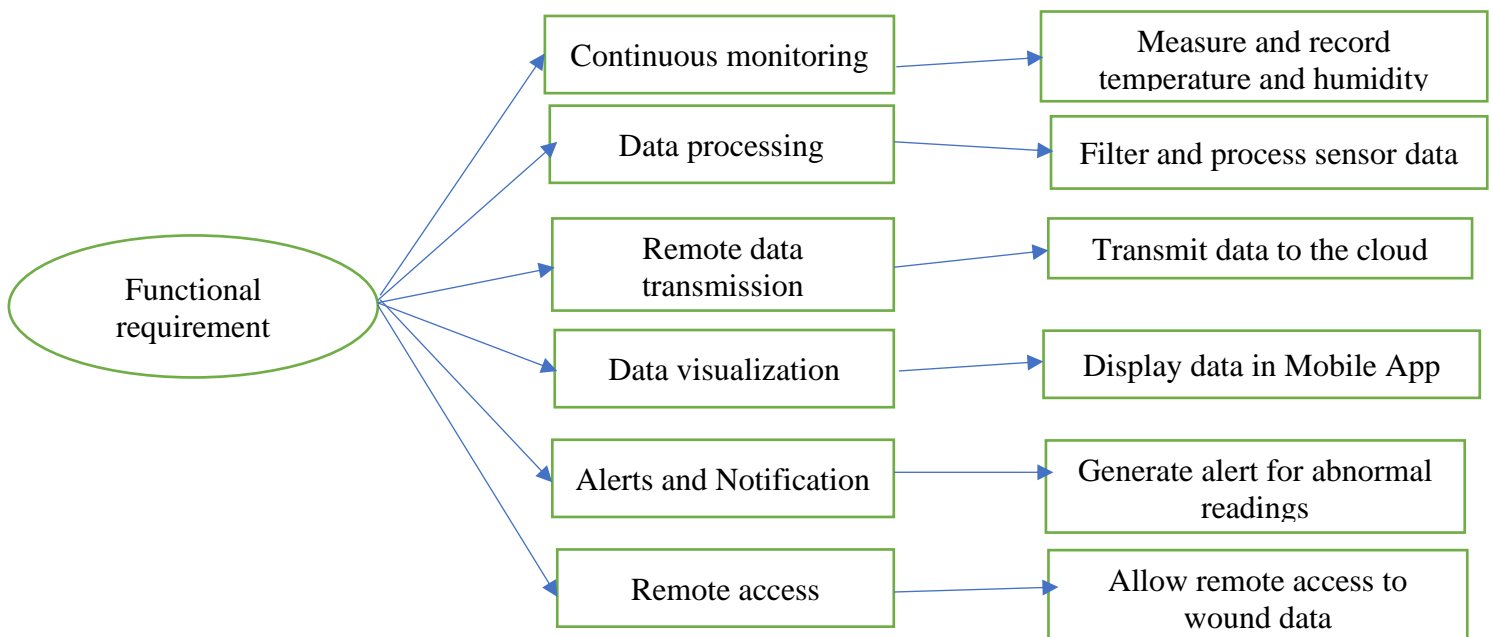 Functional
requirement
Continuous monitoring
Measure and record
temperature and humidity
Data processing
Filter and process sensor data
Remote data
transmission
Transmit data to the cloud
Data visualization
Display data in Mobile App
Alerts and Notification
Generate alert for abnormal
readings
Remote access
Allow remote access to
wound data